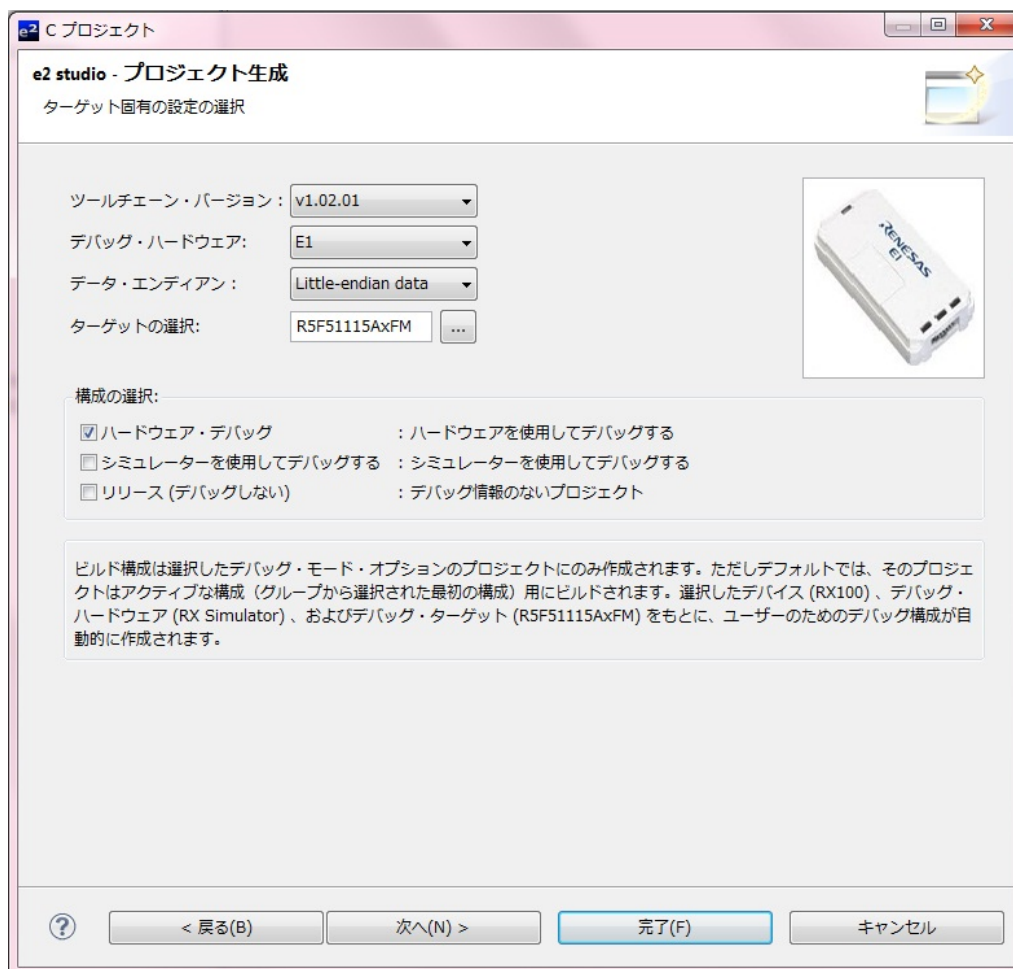 e2 C プロジェクト
e2 studio - プロジェクト生成
ターゲット固有の設定の選択
ツールチェーン・バージョン : v1.02.01
デバッグ・ハードウェア: E1
データ・エンディアン : Little-endian data
ターゲットの選択: R5F51115AxFM ...
RENESAS
E1
構成の選択:
ハードウェア・デバッグ : ハードウェアを使用してデバッグする
シミュレーターを使用してデバッグする : シミュレーターを使用してデバッグする
リリース (デバッグしない) : デバッグ情報のないプロジェクト
ビルド構成は選択したデバッグ・モード・オプションのプロジェクトにのみ作成されます。ただしデフォルトでは、そのプロジェ
クトはアクティブな構成（グループから選択された最初の構成）用にビルドされます。選択したデバイス (RX100) 、デバッグ・
ハードウェア (RX Simulator) 、およびデバッグ・ターゲット (R5F51115AxFM) をもとに、ユーザーのためのデバッグ構成が自
動的に作成されます。
? < 戻る(B) 次へ(N) > 完了(F) キャンセル